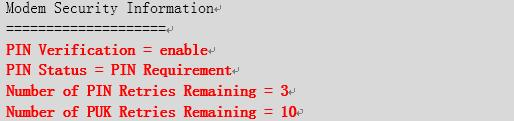 Modem Security Information
====================
PIN Verification = enable
PIN Status = PIN Requirement
Number of PIN Retries Remaining = 3
Number of PUK Retries Remaining = 10